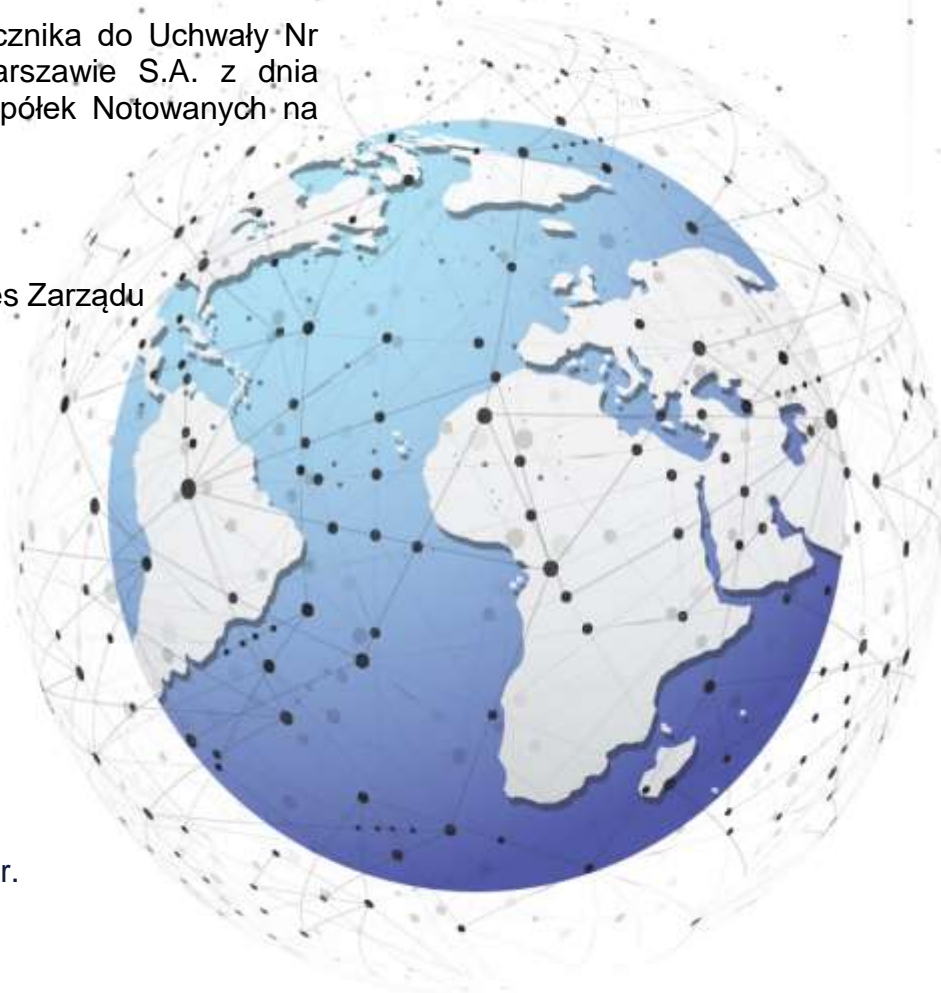 cznika do Uchwały Nr
arszawie S.A. z dnia
półek Notowanych na
es Zarządu
r.